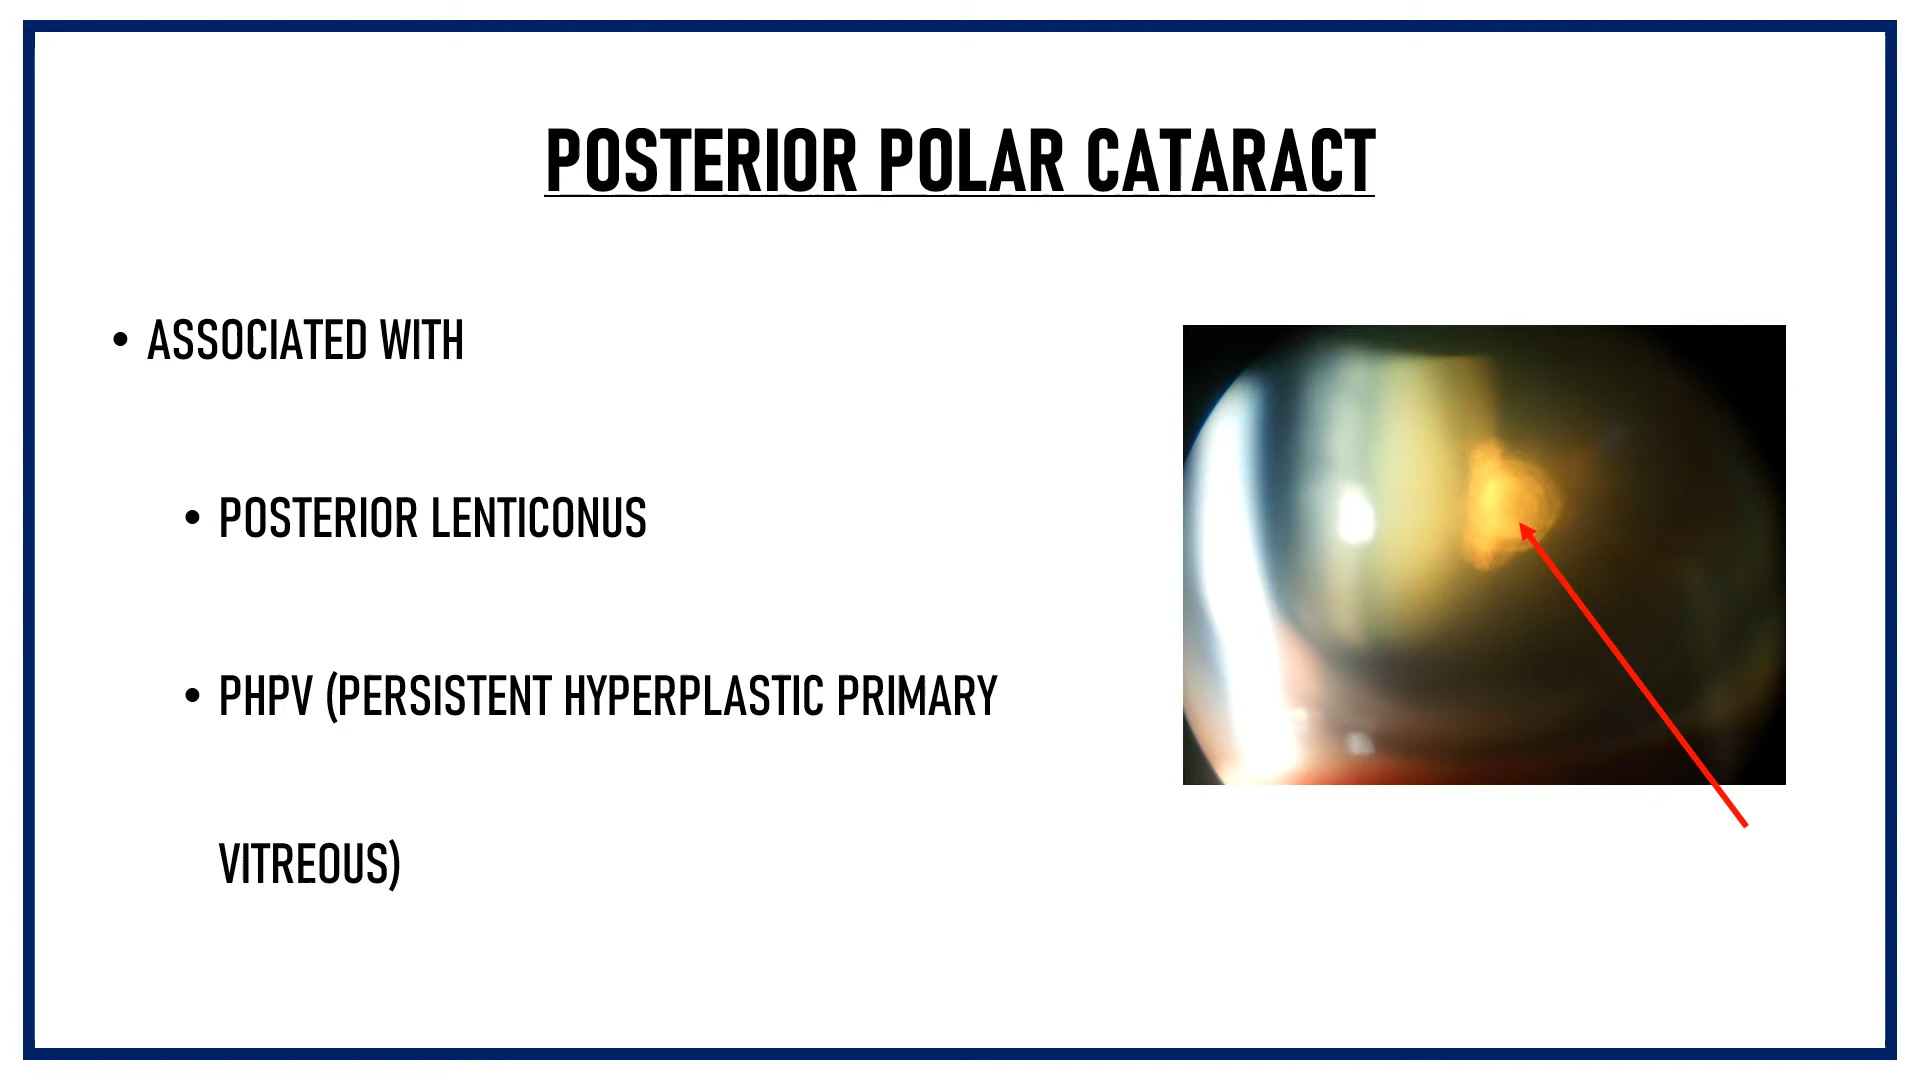 POSTERIOR POLAR CATARACT
• ASSOCIATED WITH
• POSTERIOR LENTICONUS
• PHPV (PERSISTENT HYPERPLASTIC PRIMARY
VITREOUS)